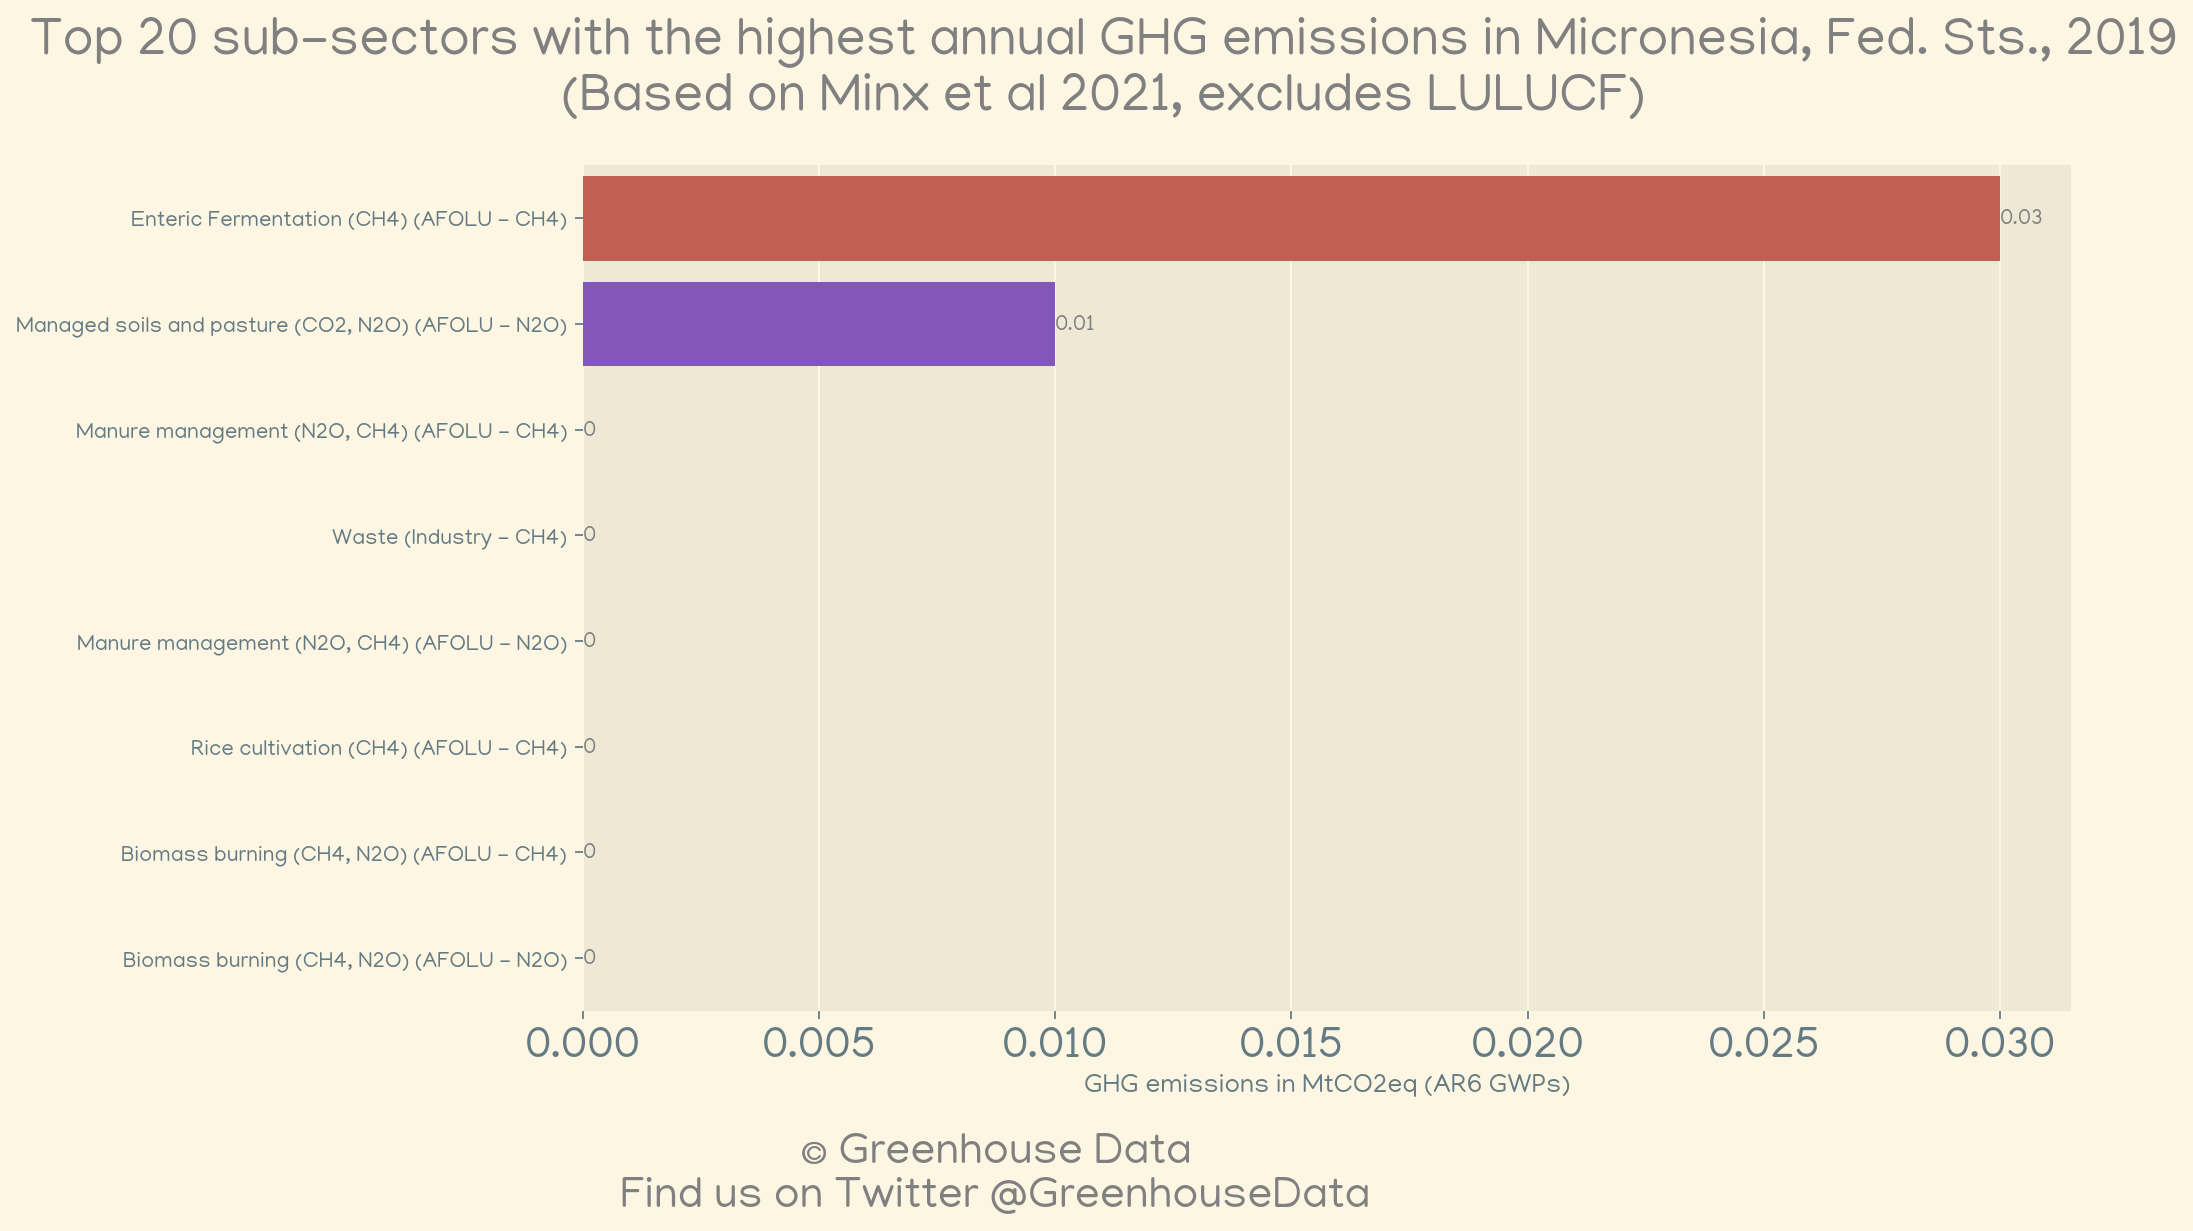 Top 20 sub-sectors with the highest annual GHG emissions in Micronesia, Fed. Sts., 2019
(Based on Minx et al 2021, excludes LULUCF)
Enteric Fermentation (CH4) (AFOLU - CH4)
0.03
Managed soils and pasture (CO2, N2O) (AFOLU - N2O)
0.01
Manure management (N2O, CH4) (AFOLU - CH4)
0
Waste (Industry - CH4)
0
Manure management (N2O, CH4) (AFOLU - N2O)
0
Rice cultivation (CH4) (AFOLU - CH4)
0
Biomass burning (CH4, N2O) (AFOLU - CH4)
0
Biomass burning (CH4, N2O) (AFOLU - N2O)
0
0.000 0.005 0.010 0.015 0.020 0.025 0.030
GHG emissions in MtCO2eq (AR6 GWPs)
© Greenhouse Data
Find us on Twitter @GreenhouseData